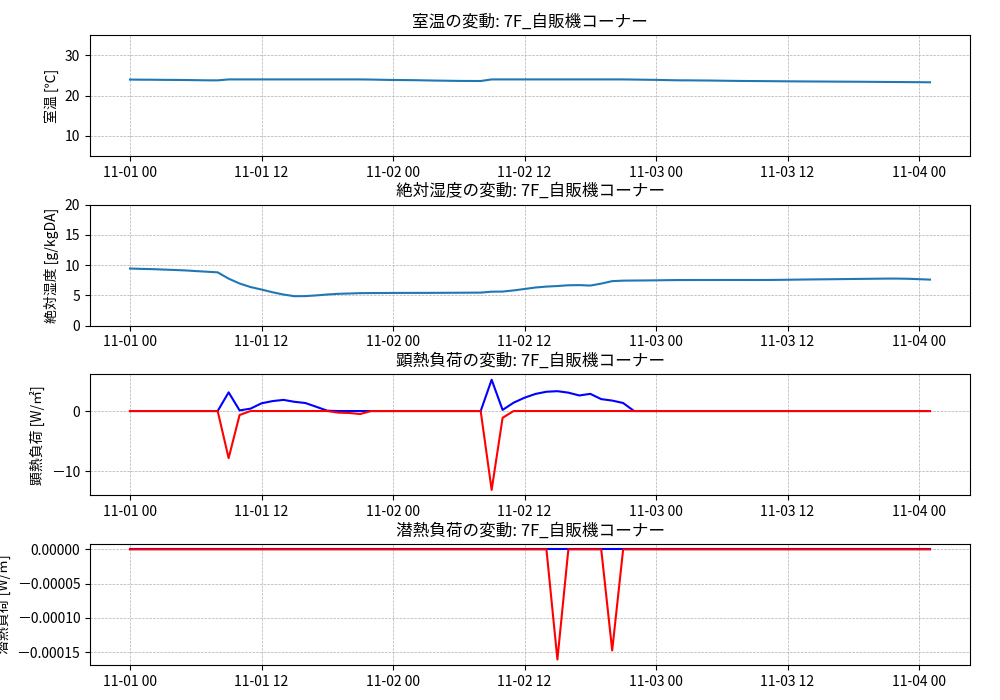 室温の変動: 7F_自販機コーナー
室温 [℃]
30
20
10
11-01 00 11-01 12 11-02 00 11-02 12 11-03 00 11-03 12 11-04 00
絶対湿度の変動: 7F_自販機コーナー
絶対湿度 [g/kgDA]
20
15
10
5
0
11-01 00 11-01 12 11-02 00 11-02 12 11-03 00 11-03 12 11-04 00
顕熱負荷の変動: 7F_自販機コーナー
顕熱負荷 [W/㎡]
0
−10
11-01 00 11-01 12 11-02 00 11-02 12 11-03 00 11-03 12 11-04 00
潜熱負荷の変動: 7F_自販機コーナー
潜熱負荷 [W/㎡]
0.00000
−0.00005
−0.00010
−0.00015
11-01 00 11-01 12 11-02 00 11-02 12 11-03 00 11-03 12 11-04 00